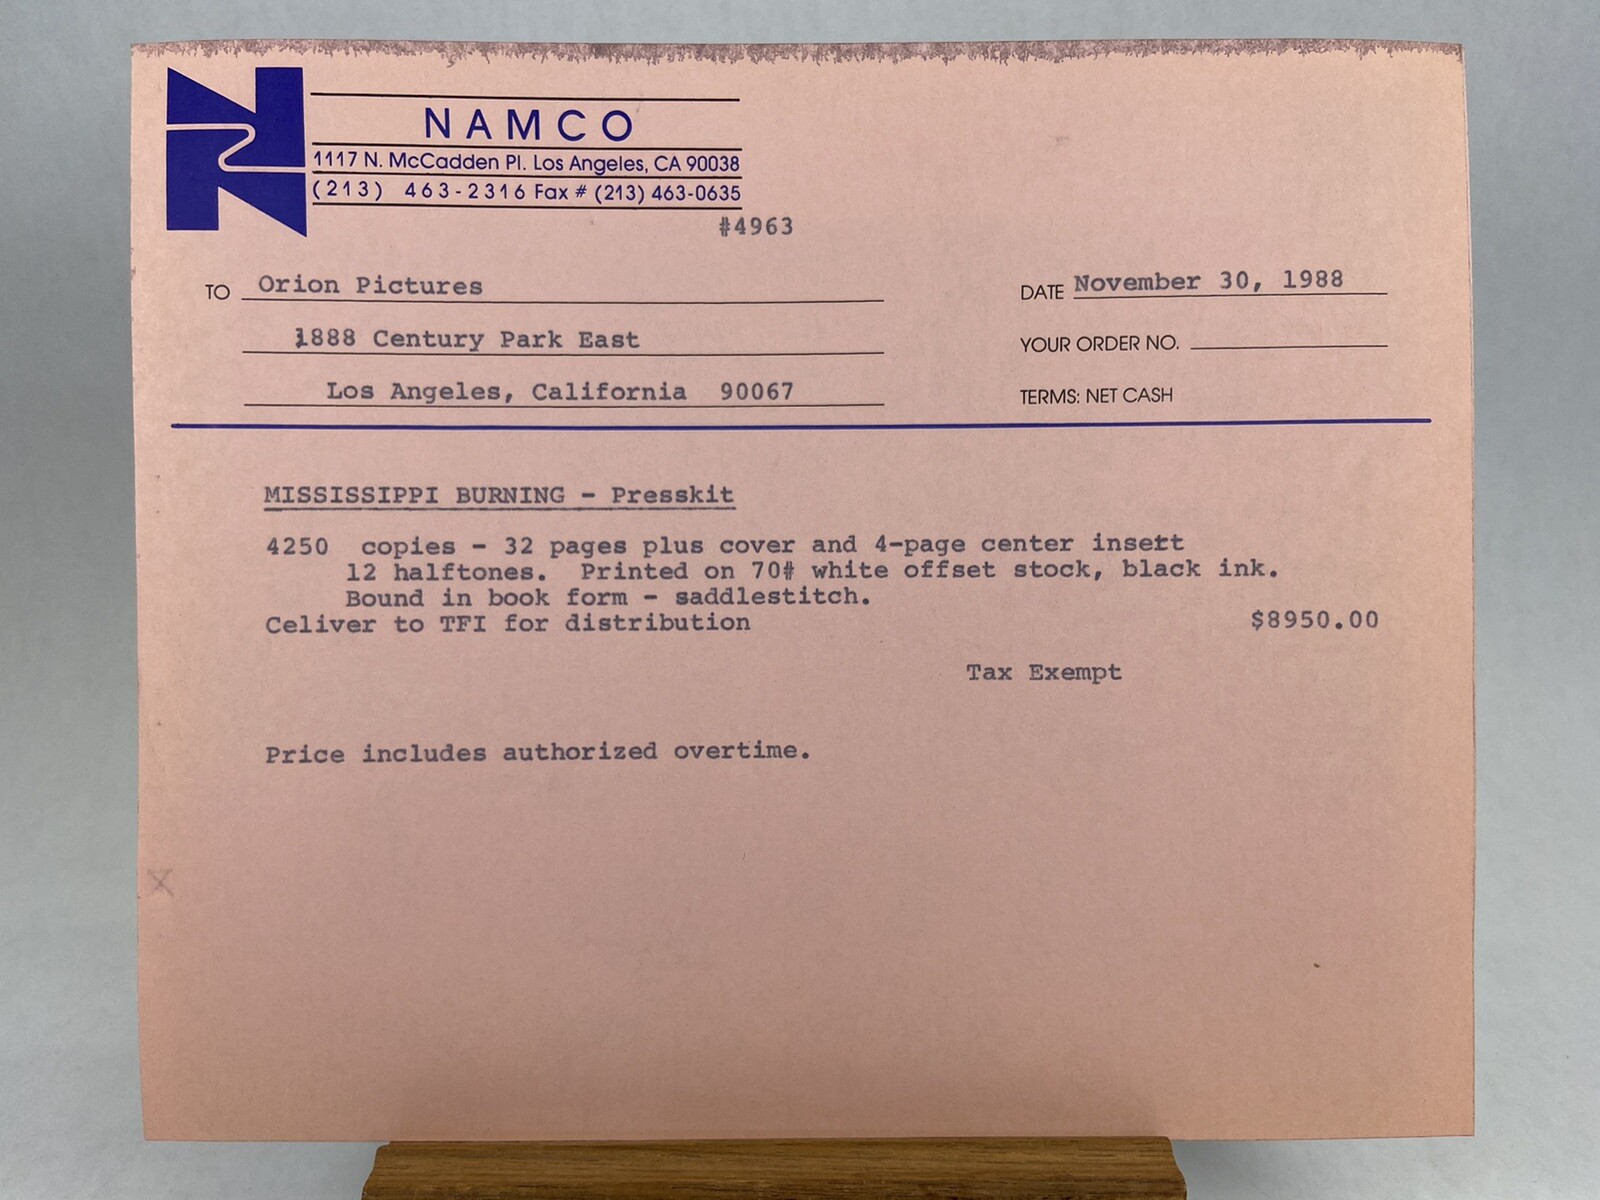 NAMCO
1117 N. McCadden Pl. Los Angeles, CA 90038
(213) 463-2316 Fax # (213) 463-0635
#4963
TO Orion Pictures
1888 Century Park East
Los Angeles, California 90067
DATE November 30, 1988
YOUR ORDER NO.
TERMS: NET CASH
MISSISSIPPI BURNING - Presskit
4250 copies - 32 pages plus cover and 4-page center insett
12 halftones. Printed on 70# white offset stock, black ink.
Bound in book form - saddlestitch.
Celiver to TFI for distribution $8950.00
Tax Exempt
Price includes authorized overtime.